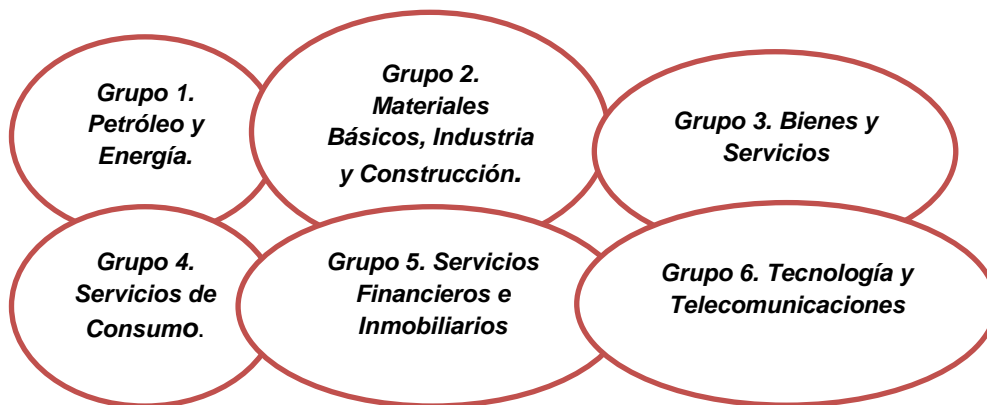 Grupo 1.
Petróleo y
Energía.
Grupo 2.
Materiales
Básicos, Industria
y Construcción.
Grupo 3. Bienes y
Servicios
Grupo 4.
Servicios de
Consumo.
Grupo 5. Servicios
Financieros e
Inmobiliarios
Grupo 6. Tecnología y
Telecomunicaciones